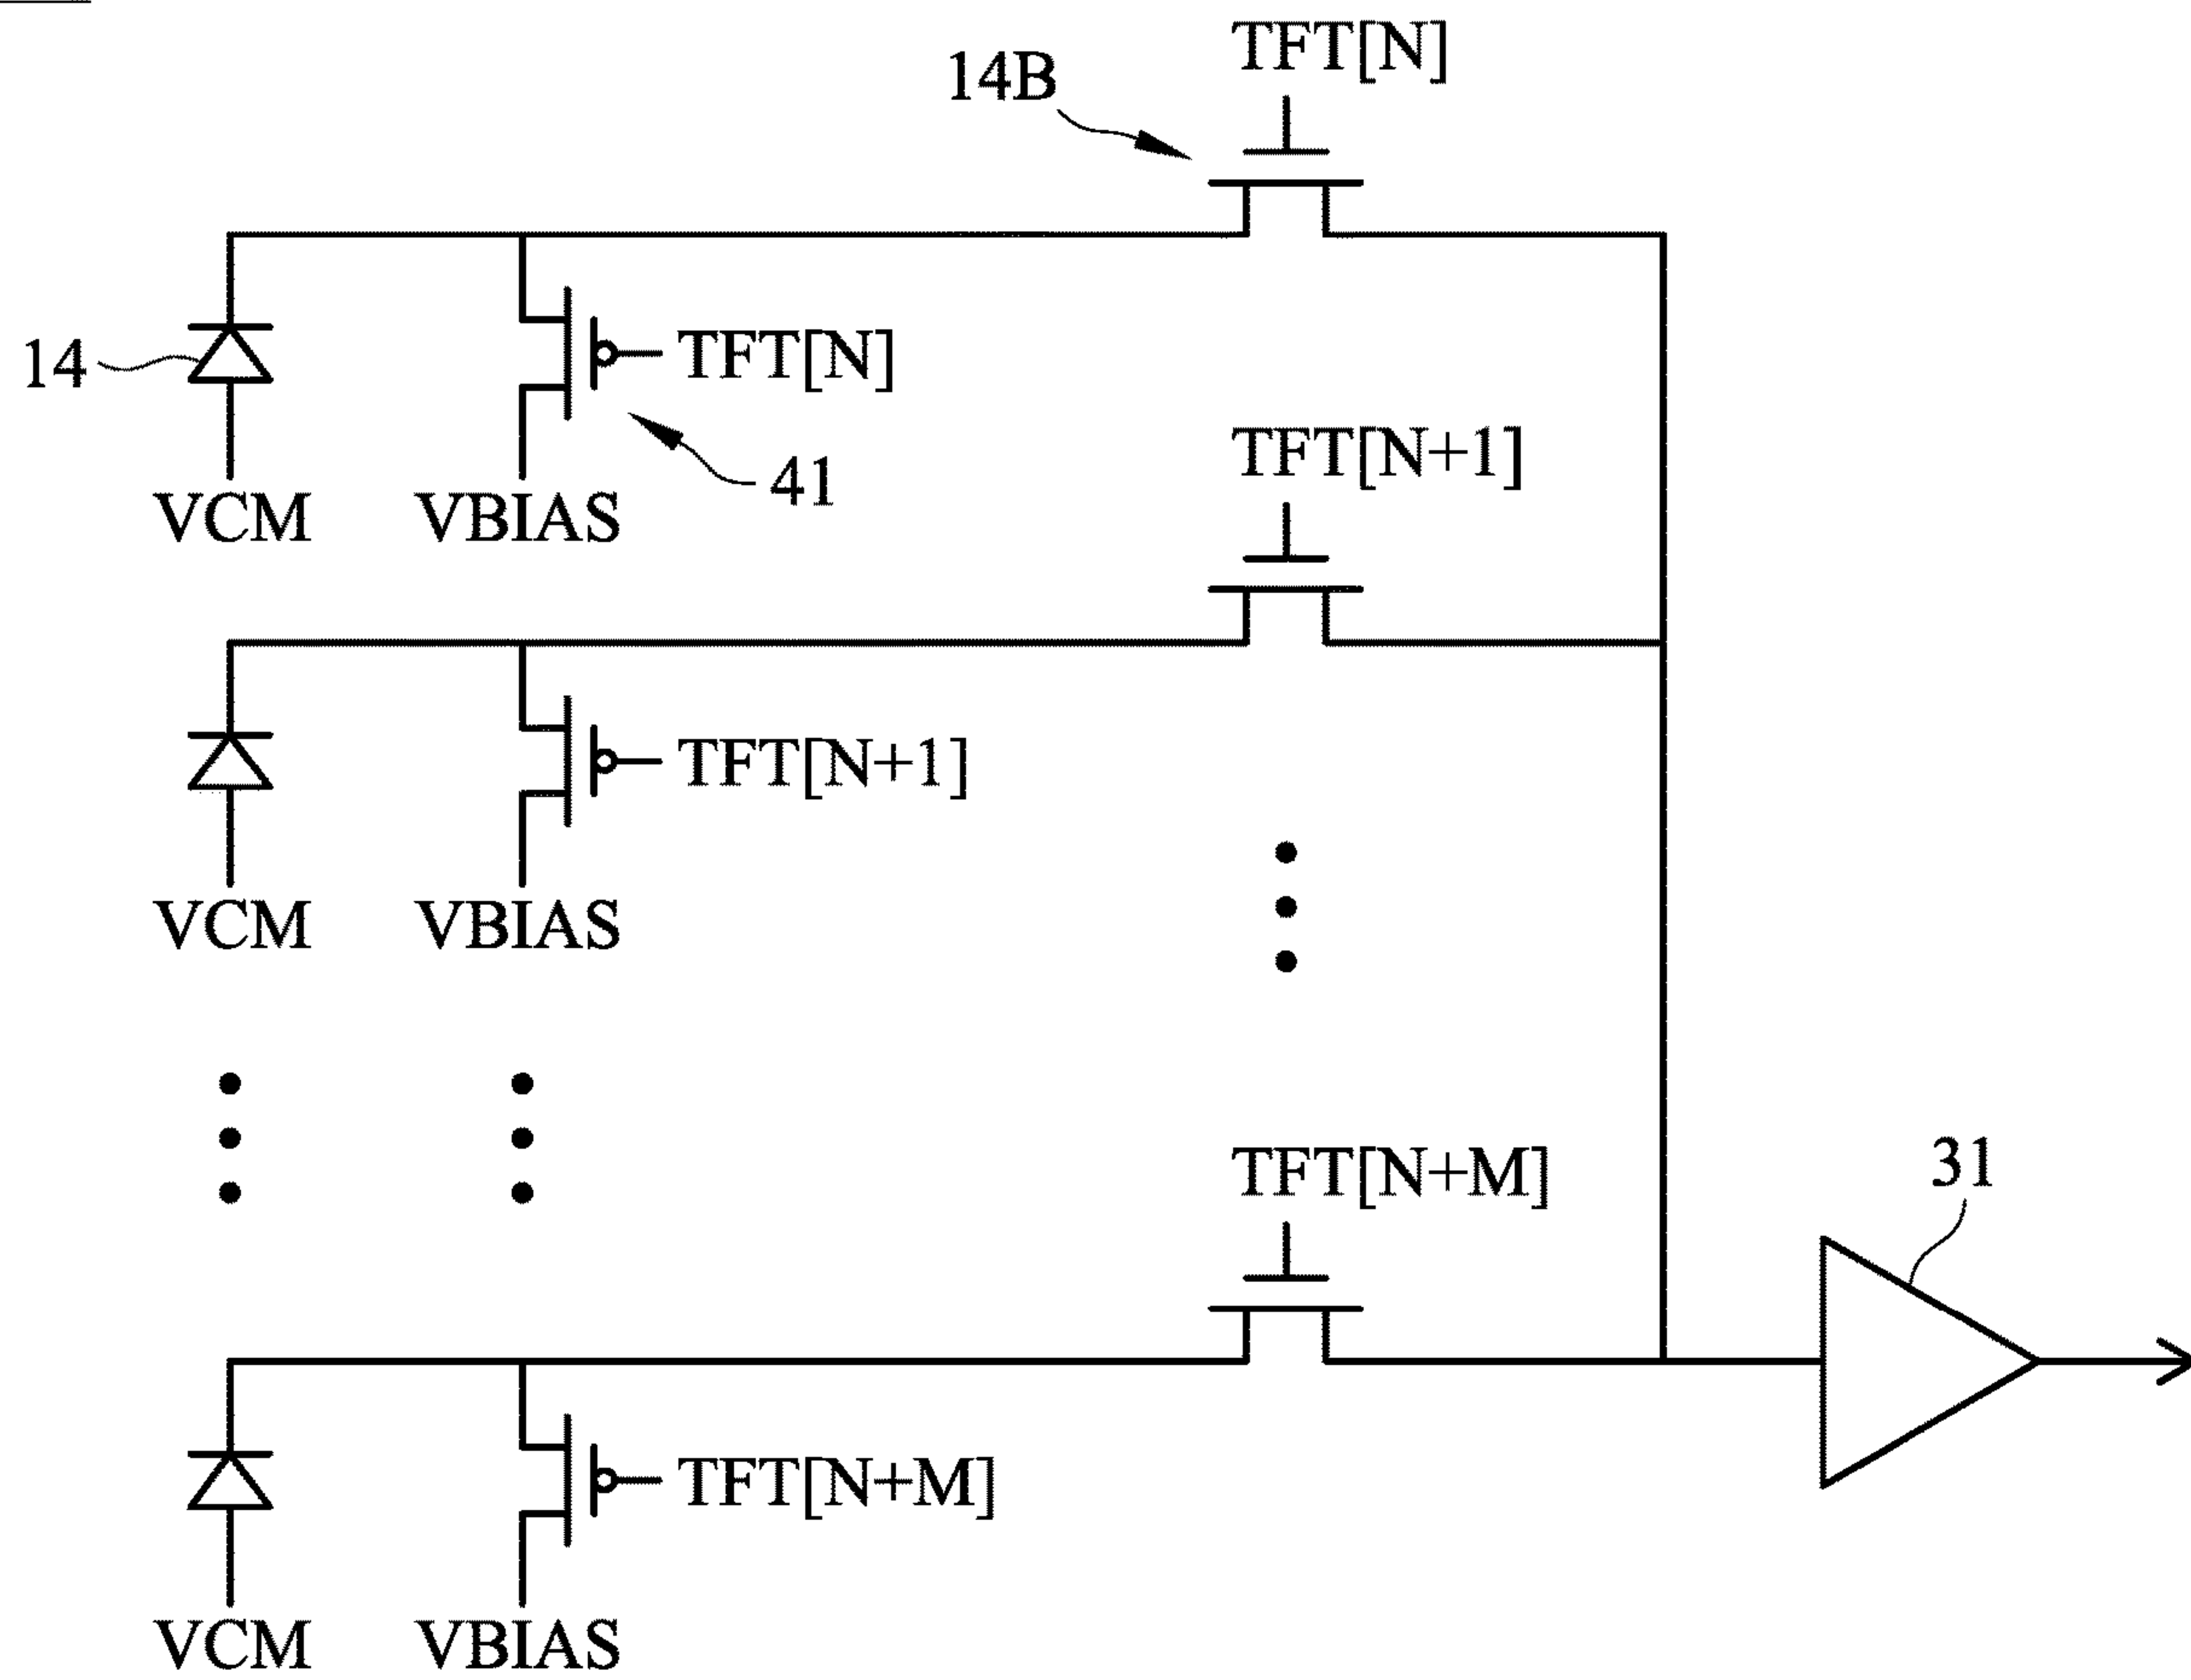 TFT[N]
14B
14
TFT[N]
41
VCM
VBIAS
TFT[N+1]
TFT[N+1]
VCM
VBIAS
TFT[N+M]
31
TFT[N+M]
VCM
VBIAS